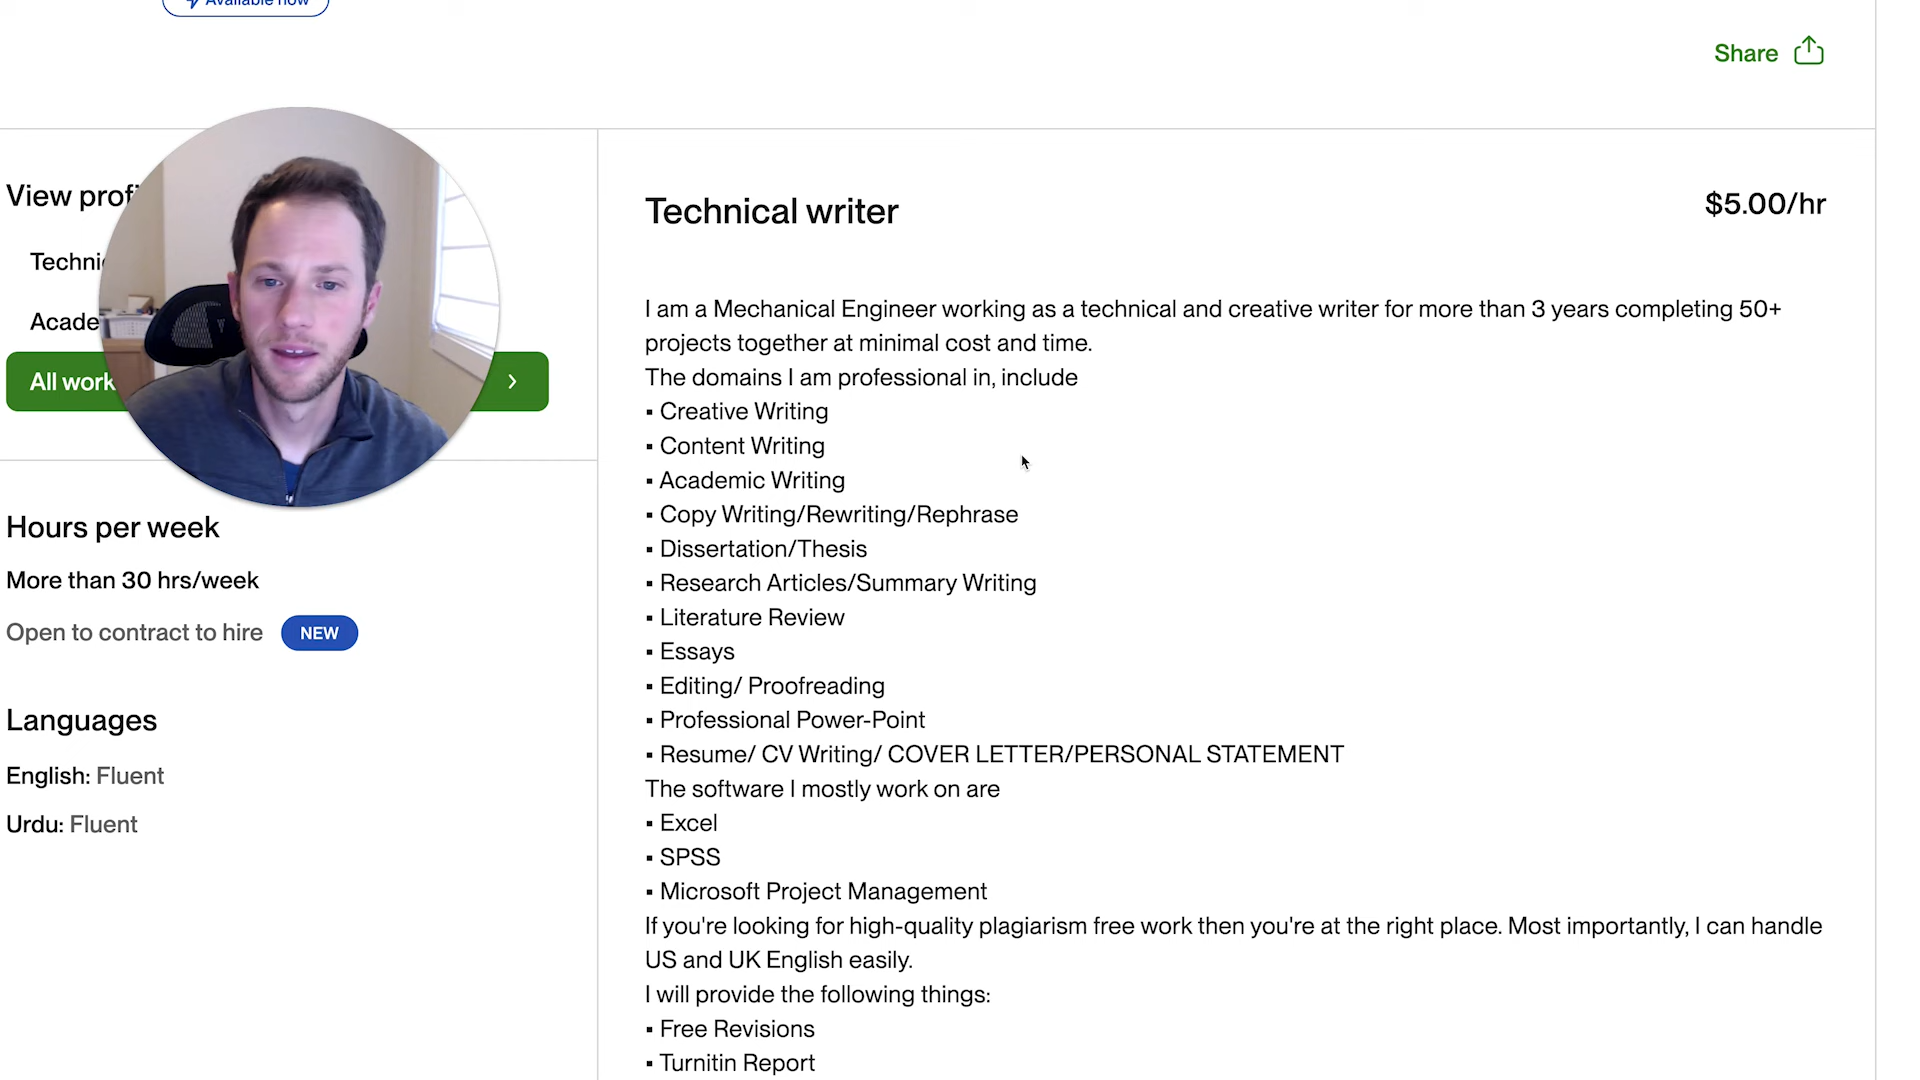 Available now
Share
View profi
Techni
Acade
All work
Hours per week
More than 30 hrs/week
Open to contract to hire NEW
Languages
English: Fluent
Urdu: Fluent
Technical writer
$5.00/hr
I am a Mechanical Engineer working as a technical and creative writer for more than 3 years completing 50+
projects together at minimal cost and time.
The domains I am professional in, include
▪ Creative Writing
▪ Content Writing
▪ Academic Writing
▪ Copy Writing/Rewriting/Rephrase
▪ Dissertation/Thesis
▪ Research Articles/Summary Writing
▪ Literature Review
▪ Essays
▪ Editing/ Proofreading
▪ Professional Power-Point
▪ Resume/ CV Writing/ COVER LETTER/PERSONAL STATEMENT
The software I mostly work on are
▪ Excel
▪ SPSS
▪ Microsoft Project Management
If you're looking for high-quality plagiarism free work then you're at the right place. Most importantly, I can handle
US and UK English easily.
I will provide the following things:
▪ Free Revisions
▪ Turnitin Report